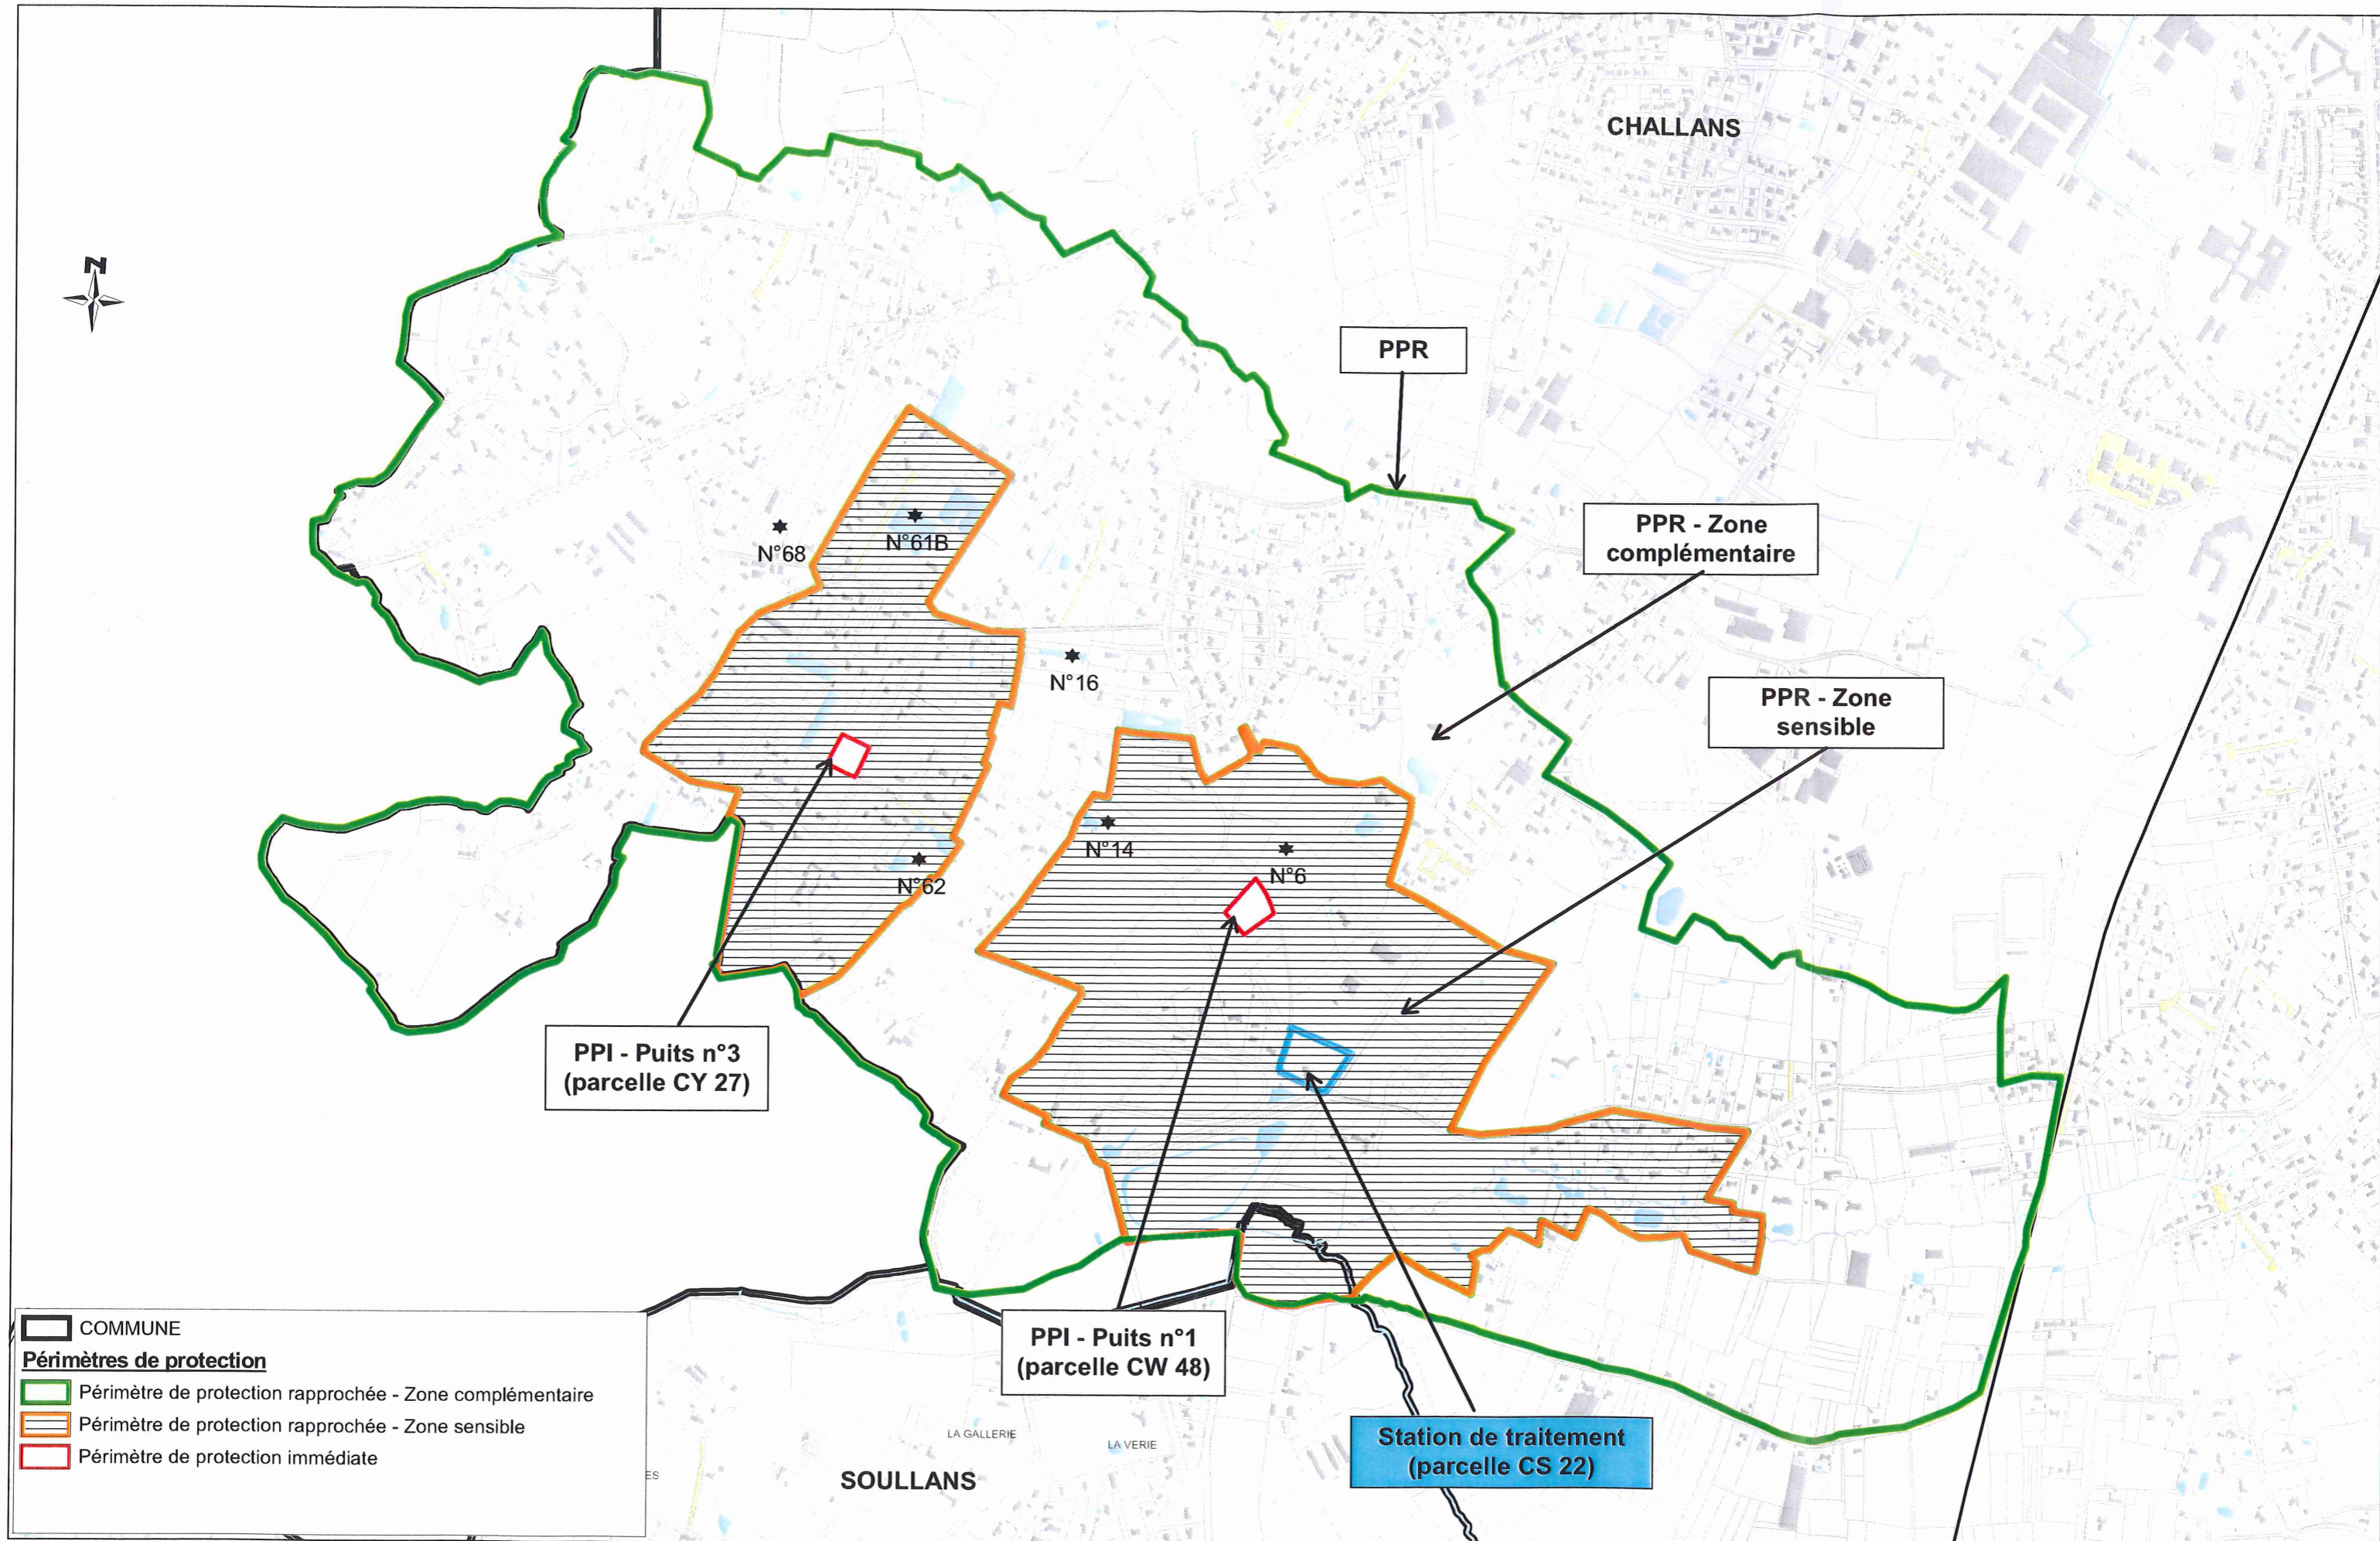 CHALLANS
N
PPR
PPR - Zone
complémentaire
N°68
N°61B
N°16
PPR - Zone
sensible
N°14
N°62
N°6
PPI - Puits n°3
(parcelle CY 27)
PPI - Puits n°1
(parcelle CW 48)
Station de traitement
(parcelle CS 22)
LA GALLERIE
LA VERIE
SOULLANS
ES
COMMUNE
Périmètres de protection
Périmètre de protection rapprochée - Zone complémentaire
Périmètre de protection rapprochée - Zone sensible
Périmètre de protection immédiate